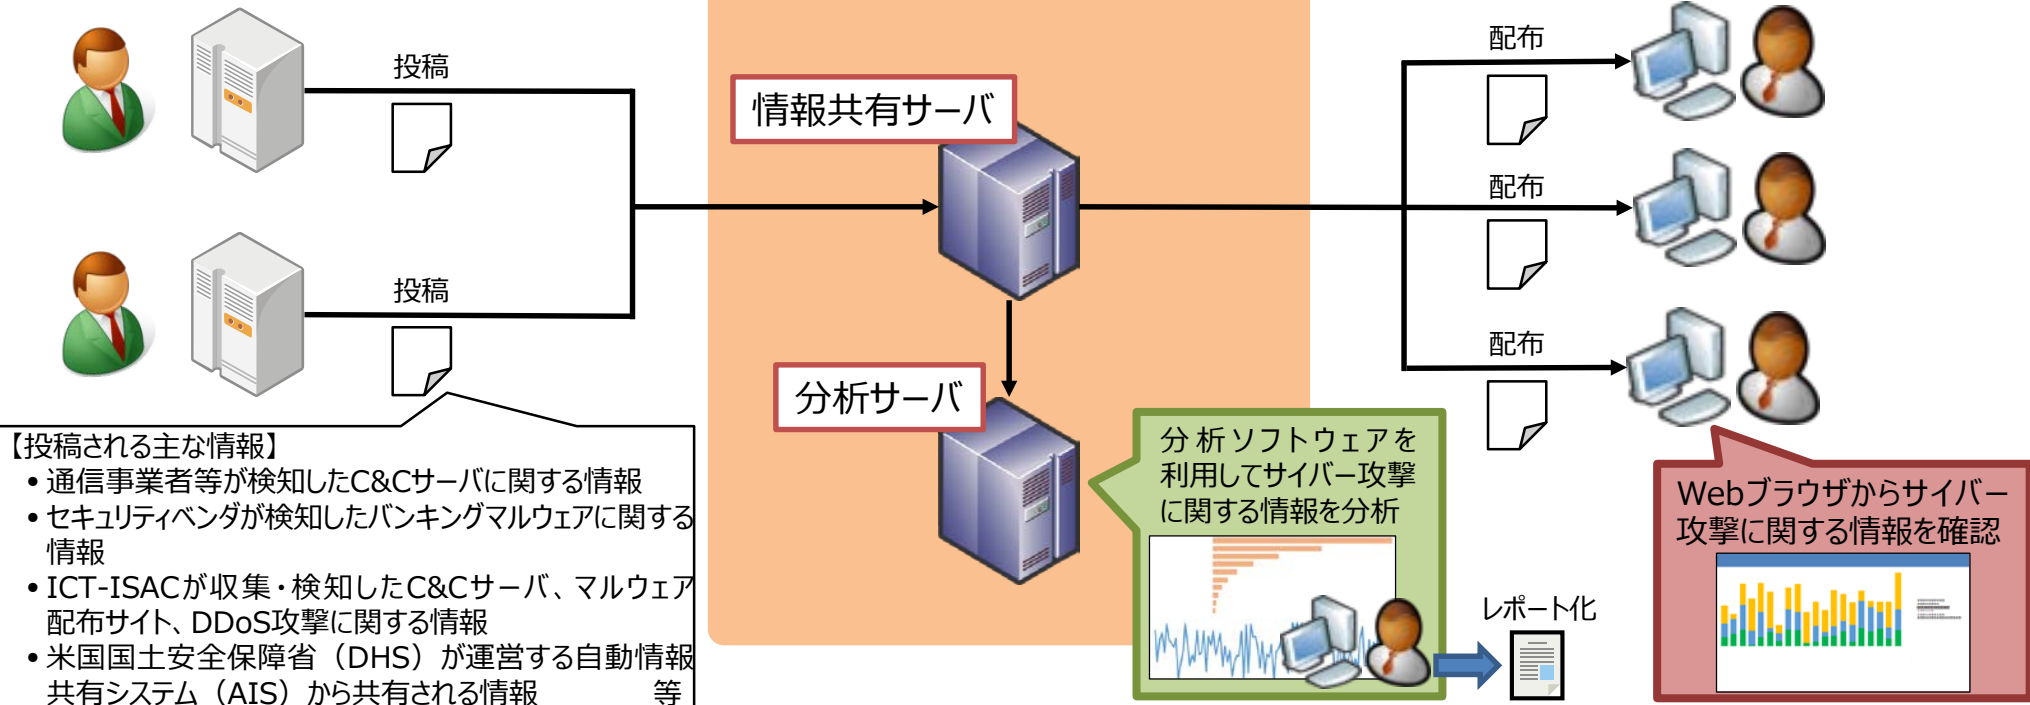 投稿
配布
情報共有サーバ
配布
投稿
配布
分析サーバ
【投稿される主な情報】
• 通信事業者等が検知したC&Cサーバに関する情報
• セキュリティベンダが検知したバンキングマルウェアに関する
情報
• ICT-ISACが収集・検知したC&Cサーバ、マルウェア
配布サイト、DDoS攻撃に関する情報
• 米国国土安全保障省（DHS）が運営する自動情報
共有システム（AIS）から共有される情報 等
分析ソフトウェアを
利用してサイバー攻撃
に関する情報を分析
レポート化
Webブラウザからサイバー
攻撃に関する情報を確認